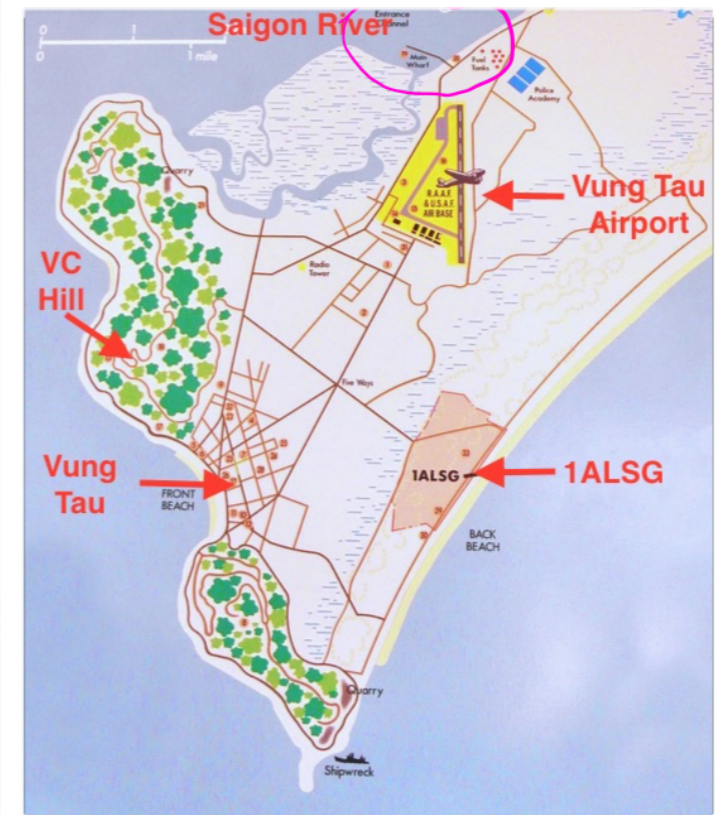 Saigon River
Entrance
Channel
0
1
0
1 mile
Main
Wharf
Fuel
Tanks
Police
Academy
Quarry
R.A.A.F.
& U.S.A.F.
AIR BASE
Vung Tau
Airport
VC
Hill
Radio
Tower
Five Ways
Vung
Tau
FRONT
BEACH
1ALSG
1ALSG
BACK
BEACH
Quarry
Shipwreck